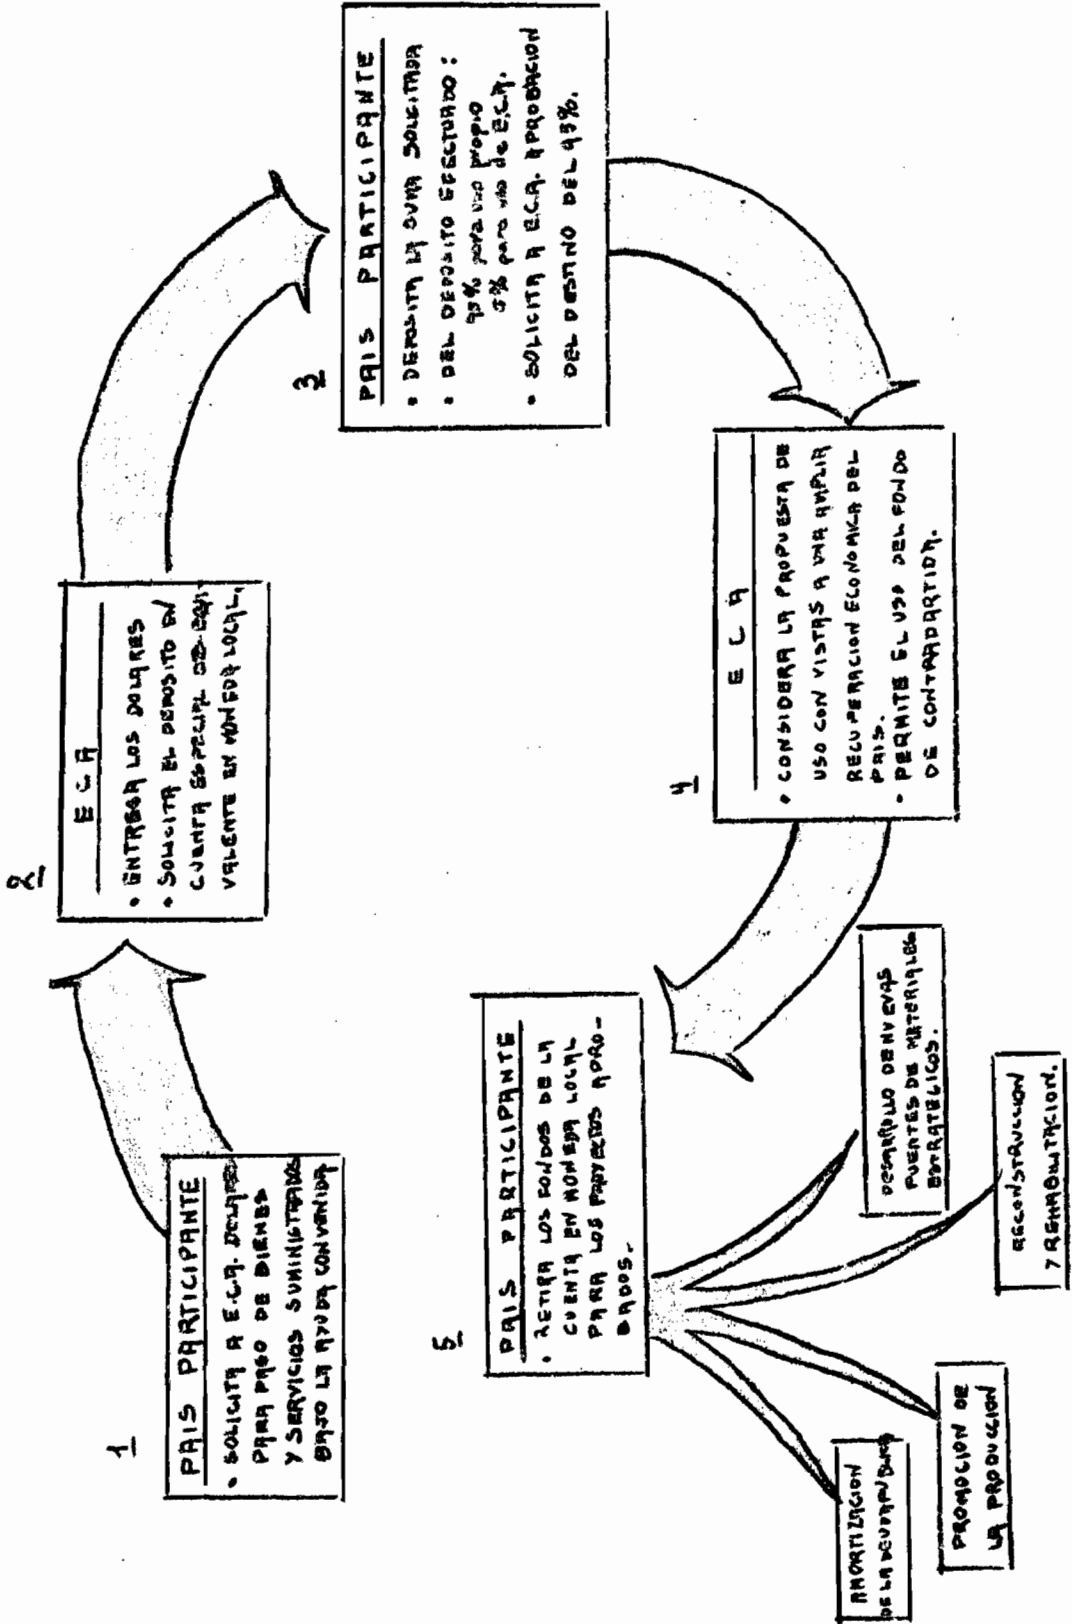 1
PAIS PARTICIPANTE
• SOLICITA A E.C.A. DOLARES
PARA PAGO DE BIENES
Y SERVICIOS SUMINISTRADOS
BAJO LA AYUDA CONVENIDA
2
E C A
• ENTREGA LOS DOLARES
• SOLICITA EL DEPOSITO EN
CUENTA ESPECIAL DE EQUI-
VALENTE EN MONEDA LOCAL.
3
PAIS PARTICIPANTE
• DEPOSITA LA SUMA SOLICITADA
• DEL DEPOSITO EFECTUADO:
95% para uso propio
5% para uso de E.C.A.
• SOLICITA A E.C.A. APROBACION
DEL DESTINO DEL 95%.
4
E C A
• CONSIDERA LA PROPUESTA DE
USO CON VISTAS A UNA AMPLIA
RECUPERACION ECONOMICA DEL
PAIS.
• PERMITE EL USO DEL FONDO
DE CONTRAPARTIDA.
5
PAIS PARTICIPANTE
• RETIRA LOS FONDOS DE LA
CUENTA EN MONEDA LOCAL
PARA LOS PROYECTOS APRO-
BADOS.-
AMORTIZACION
DE LA DEUDA PUBLICA
PROMOCION DE
LA PRODUCCION
RECONSTRUCCION
Y REHABILITACION.
DESARROLLO DE NUEVAS
FUENTES DE MATERIALES
ESTRATEGICOS.